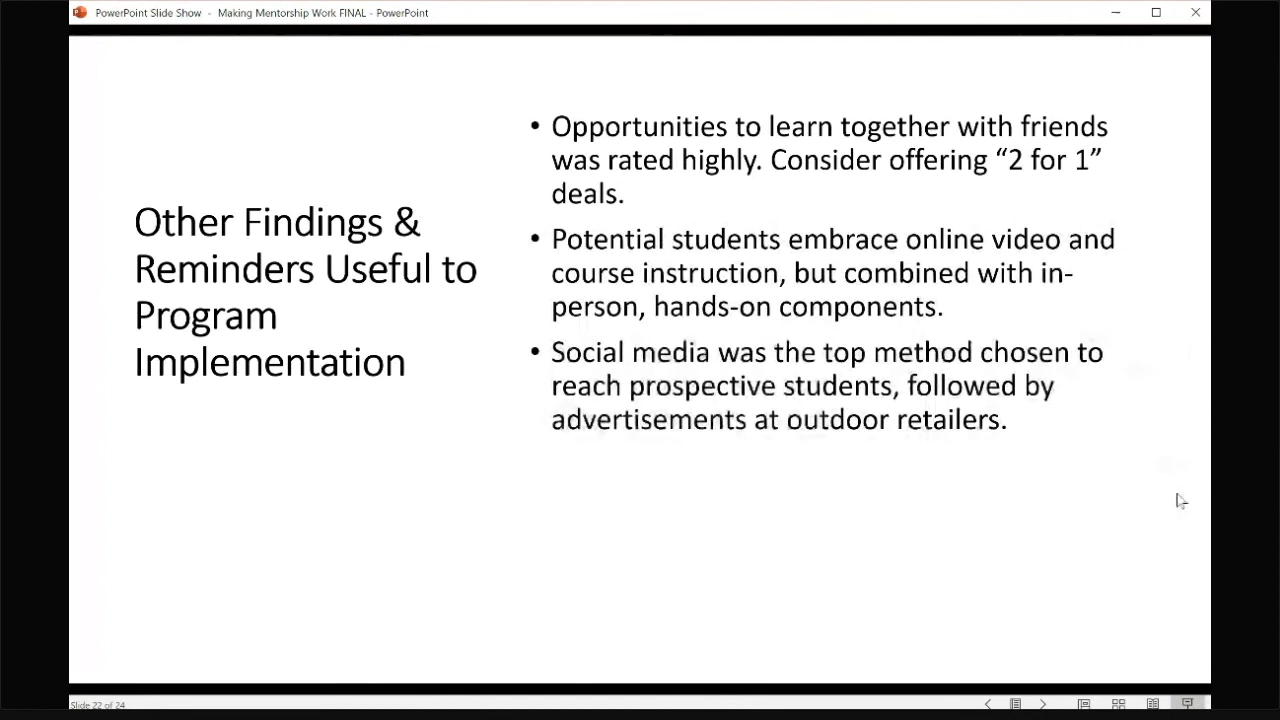 PowerPoint Slide Show - Making Mentorship Work FINAL - PowerPoint
Other Findings &
Reminders Useful to
Program
Implementation
• Opportunities to learn together with friends
was rated highly. Consider offering “2 for 1”
deals.
• Potential students embrace online video and
course instruction, but combined with in-
person, hands-on components.
• Social media was the top method chosen to
reach prospective students, followed by
advertisements at outdoor retailers.
Slide 22 of 24